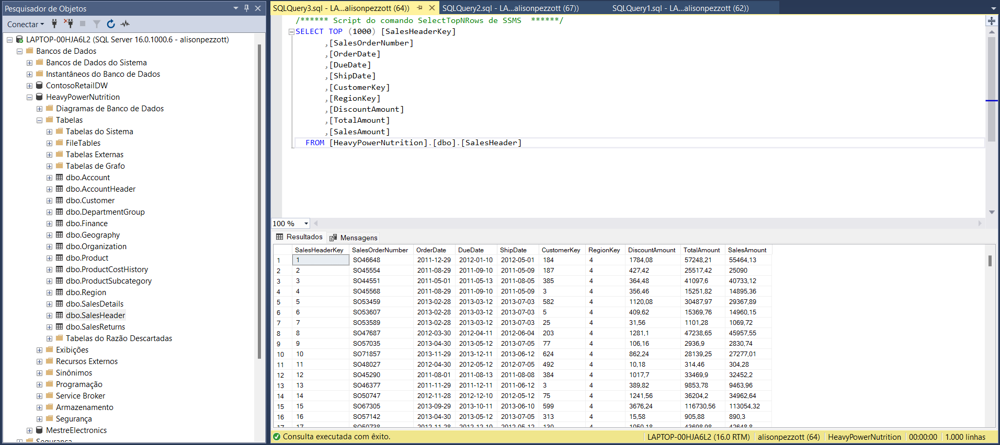 Pesquisador de Objetos
Conectar
LAPTOP-00HJA6L2 (SQL Server 16.0.1000.6 - alisonpezzott)
Bancos de Dados
Bancos de Dados do Sistema
Instantâneos do Banco de Dados
ContosoRetailDW
HeavyPowerNutrition
Diagramas de Banco de Dados
Tabelas
Tabelas do Sistema
FileTables
Tabelas Externas
Tabelas de Grafo
dbo.Account
dbo.AccountHeader
dbo.Customer
dbo.DepartmentGroup
dbo.Finance
dbo.Geography
dbo.Organization
dbo.Product
dbo.ProductCostHistory
dbo.ProductSubcategory
dbo.Region
dbo.SalesDetails
dbo.SalesHeader
dbo.SalesReturns
Tabelas do Razão Descartadas
Exibições
Recursos Externos
Sinônimos
Programação
Service Broker
Armazenamento
Segurança
MestreElectronics
Segurança
SQLQuery3.sql - LA...alisonpezzott (64)) SQLQuery2.sql - LA...alisonpezzott (67)) SQLQuery1.sql - LA...alisonpezzott (62))
/****** Script do comando SelectTopNRows de SSMS ******/
SELECT TOP (1000) [SalesHeaderKey]
,[SalesOrderNumber]
,[OrderDate]
,[DueDate]
,[ShipDate]
,[CustomerKey]
,[RegionKey]
,[DiscountAmount]
,[TotalAmount]
,[SalesAmount]
FROM [HeavyPowerNutrition].[dbo].[SalesHeader]
100 %
Resultados Mensagens
SalesHeaderKey SalesOrderNumber OrderDate DueDate ShipDate CustomerKey RegionKey DiscountAmount TotalAmount SalesAmount
1 1 SO46648 2011-12-29 2012-01-10 2012-05-01 184 4 1784,08 57248,21 55464,13
2 2 SO45554 2011-08-29 2011-09-10 2011-05-09 187 4 427,42 25517,42 25090
3 3 SO44551 2011-05-01 2011-05-13 2011-08-05 385 4 364,48 41097,6 40733,12
4 4 SO45568 2011-08-29 2011-09-10 2011-05-09 3 4 356,46 15251,82 14895,36
5 5 SO53459 2013-02-28 2013-03-12 2013-07-03 582 4 1120,08 30487,97 29367,89
6 6 SO53607 2013-02-28 2013-03-12 2013-07-03 5 4 409,62 15369,76 14960,15
7 7 SO53589 2013-02-28 2013-03-12 2013-07-03 25 4 31,56 1101,28 1069,72
8 8 SO47687 2012-03-30 2012-04-11 2012-06-04 203 4 1281,1 47238,65 45957,55
9 9 SO57035 2013-04-30 2013-05-12 2013-07-05 77 4 106,16 2936,9 2830,74
10 10 SO71857 2013-11-29 2013-12-11 2013-06-12 624 4 862,24 28139,25 27277,01
11 11 SO48027 2012-04-30 2012-05-12 2012-07-05 492 4 10,18 314,46 304,28
12 12 SO45290 2011-08-01 2011-08-13 2011-08-08 384 4 1017,7 33469,9 32452,2
13 13 SO46377 2011-11-29 2011-12-11 2011-06-12 3 4 389,82 9853,78 9463,96
14 14 SO50747 2012-11-28 2012-12-10 2012-05-12 75 4 1241,56 36204,2 34962,64
15 15 SO67305 2013-09-29 2013-10-11 2013-06-10 599 4 3676,24 116730,56 113054,32
16 16 SO57142 2013-04-30 2013-05-12 2013-07-05 313 4 15,58 905,88 890,3
17 17 SO50738 2012-11-28 2012-12-10 2012-05-12 130 4 1050,18 43698,98 42648,8
Consulta executada com êxito. LAPTOP-00HJA6L2 (16.0 RTM) alisonpezzott (64) HeavyPowerNutrition 00:00:00 1.000 linhas